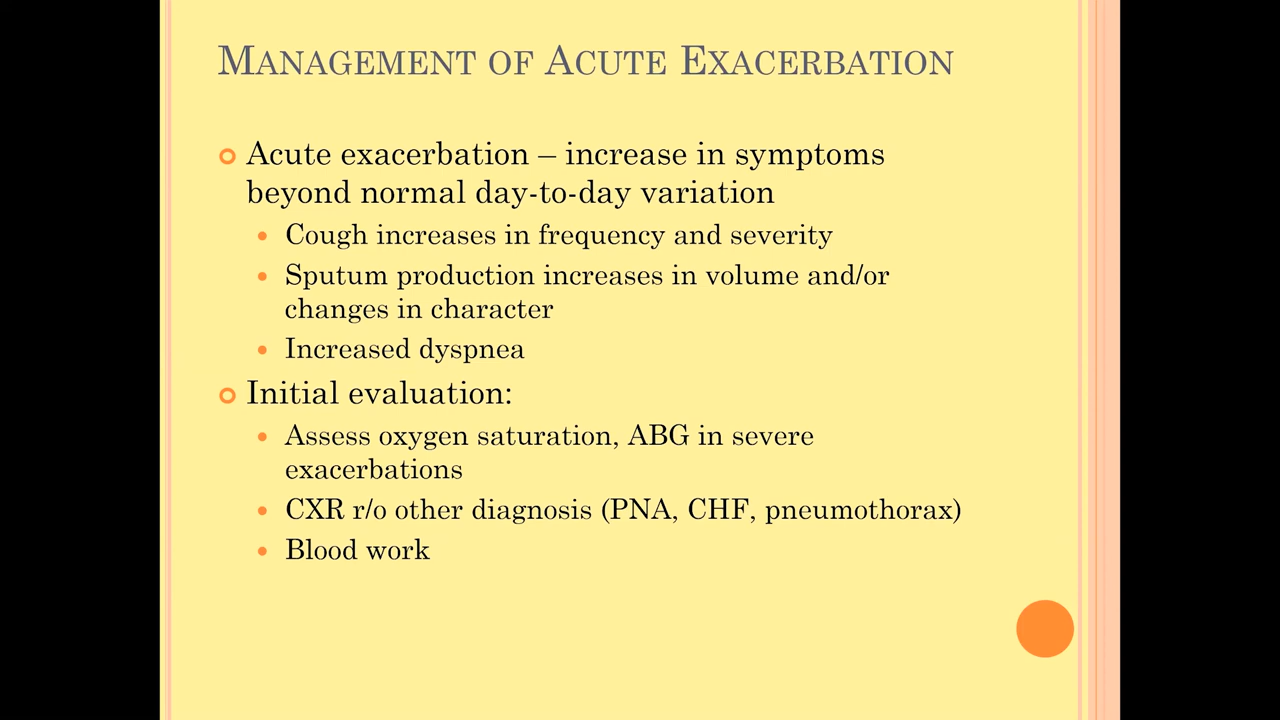 Management of Acute Exacerbation
Acute exacerbation – increase in symptoms
beyond normal day-to-day variation
Cough increases in frequency and severity
Sputum production increases in volume and/or
changes in character
Increased dyspnea
Initial evaluation:
Assess oxygen saturation, ABG in severe
exacerbations
CXR r/o other diagnosis (PNA, CHF, pneumothorax)
Blood work